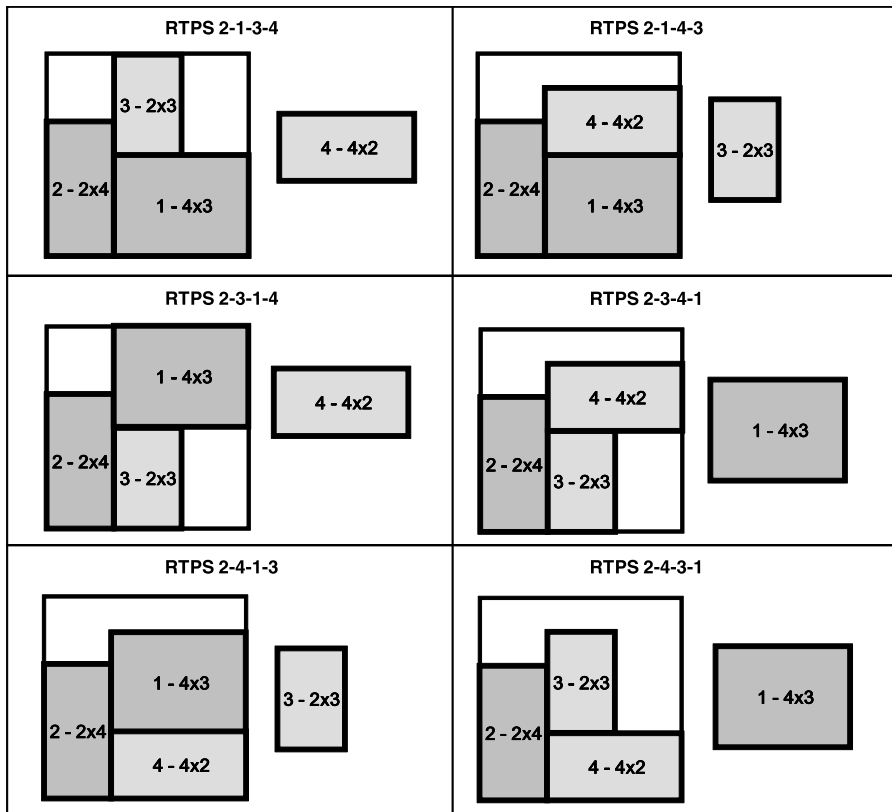 RTPS 2-1-3-4
3 - 2x3
4 - 4x2
2 - 2x4
1 - 4x3
RTPS 2-1-4-3
4 - 4x2
3 - 2x3
2 - 2x4
1 - 4x3
RTPS 2-3-1-4
1 - 4x3
4 - 4x2
2 - 2x4
3 - 2x3
RTPS 2-3-4-1
4 - 4x2
1 - 4x3
2 - 2x4
3 - 2x3
RTPS 2-4-1-3
1 - 4x3
3 - 2x3
2 - 2x4
4 - 4x2
RTPS 2-4-3-1
3 - 2x3
1 - 4x3
2 - 2x4
4 - 4x2